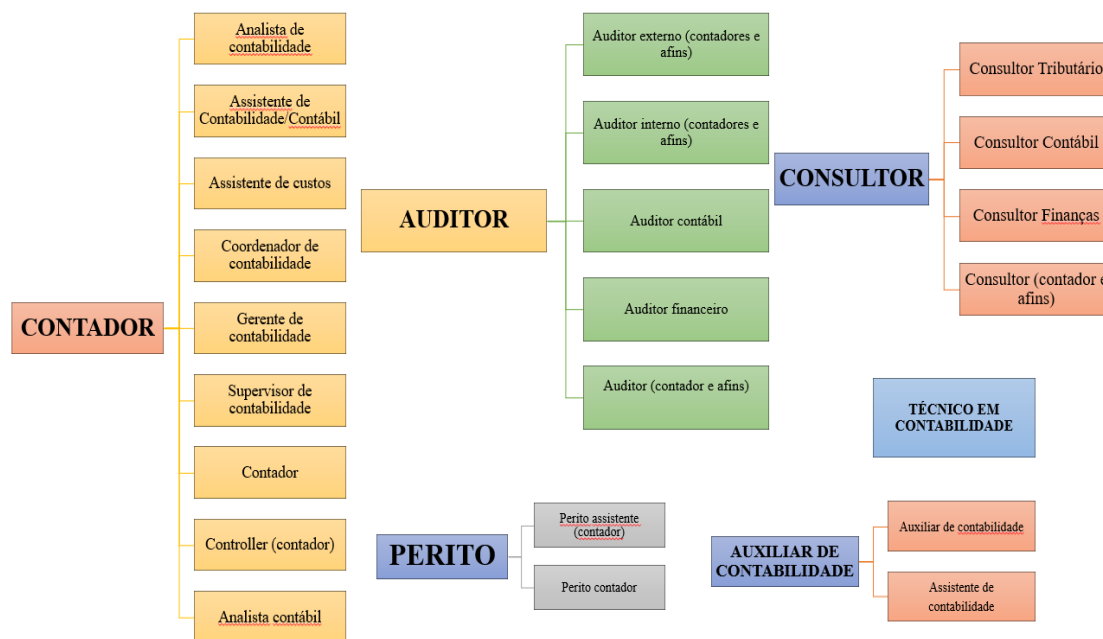 CONTADOR
Analista de
contabilidade
Assistente de
Contabilidade/Contábil
Assistente de custos
Coordenador de
contabilidade
Gerente de
contabilidade
Supervisor de
contabilidade
Contador
Controller (contador)
Analista contábil
AUDITOR
Auditor externo (contadores e
afins)
Auditor interno (contadores e
afins)
Auditor contábil
Auditor financeiro
Auditor (contador e afins)
CONSULTOR
Consultor Tributário
Consultor Contábil
Consultor Finanças
Consultor (contador e
afins)
TÉCNICO EM
CONTABILIDADE
PERITO
Perito assistente
(contador)
Perito contador
AUXILIAR DE
CONTABILIDADE
Auxiliar de contabilidade
Assistente de
contabilidade